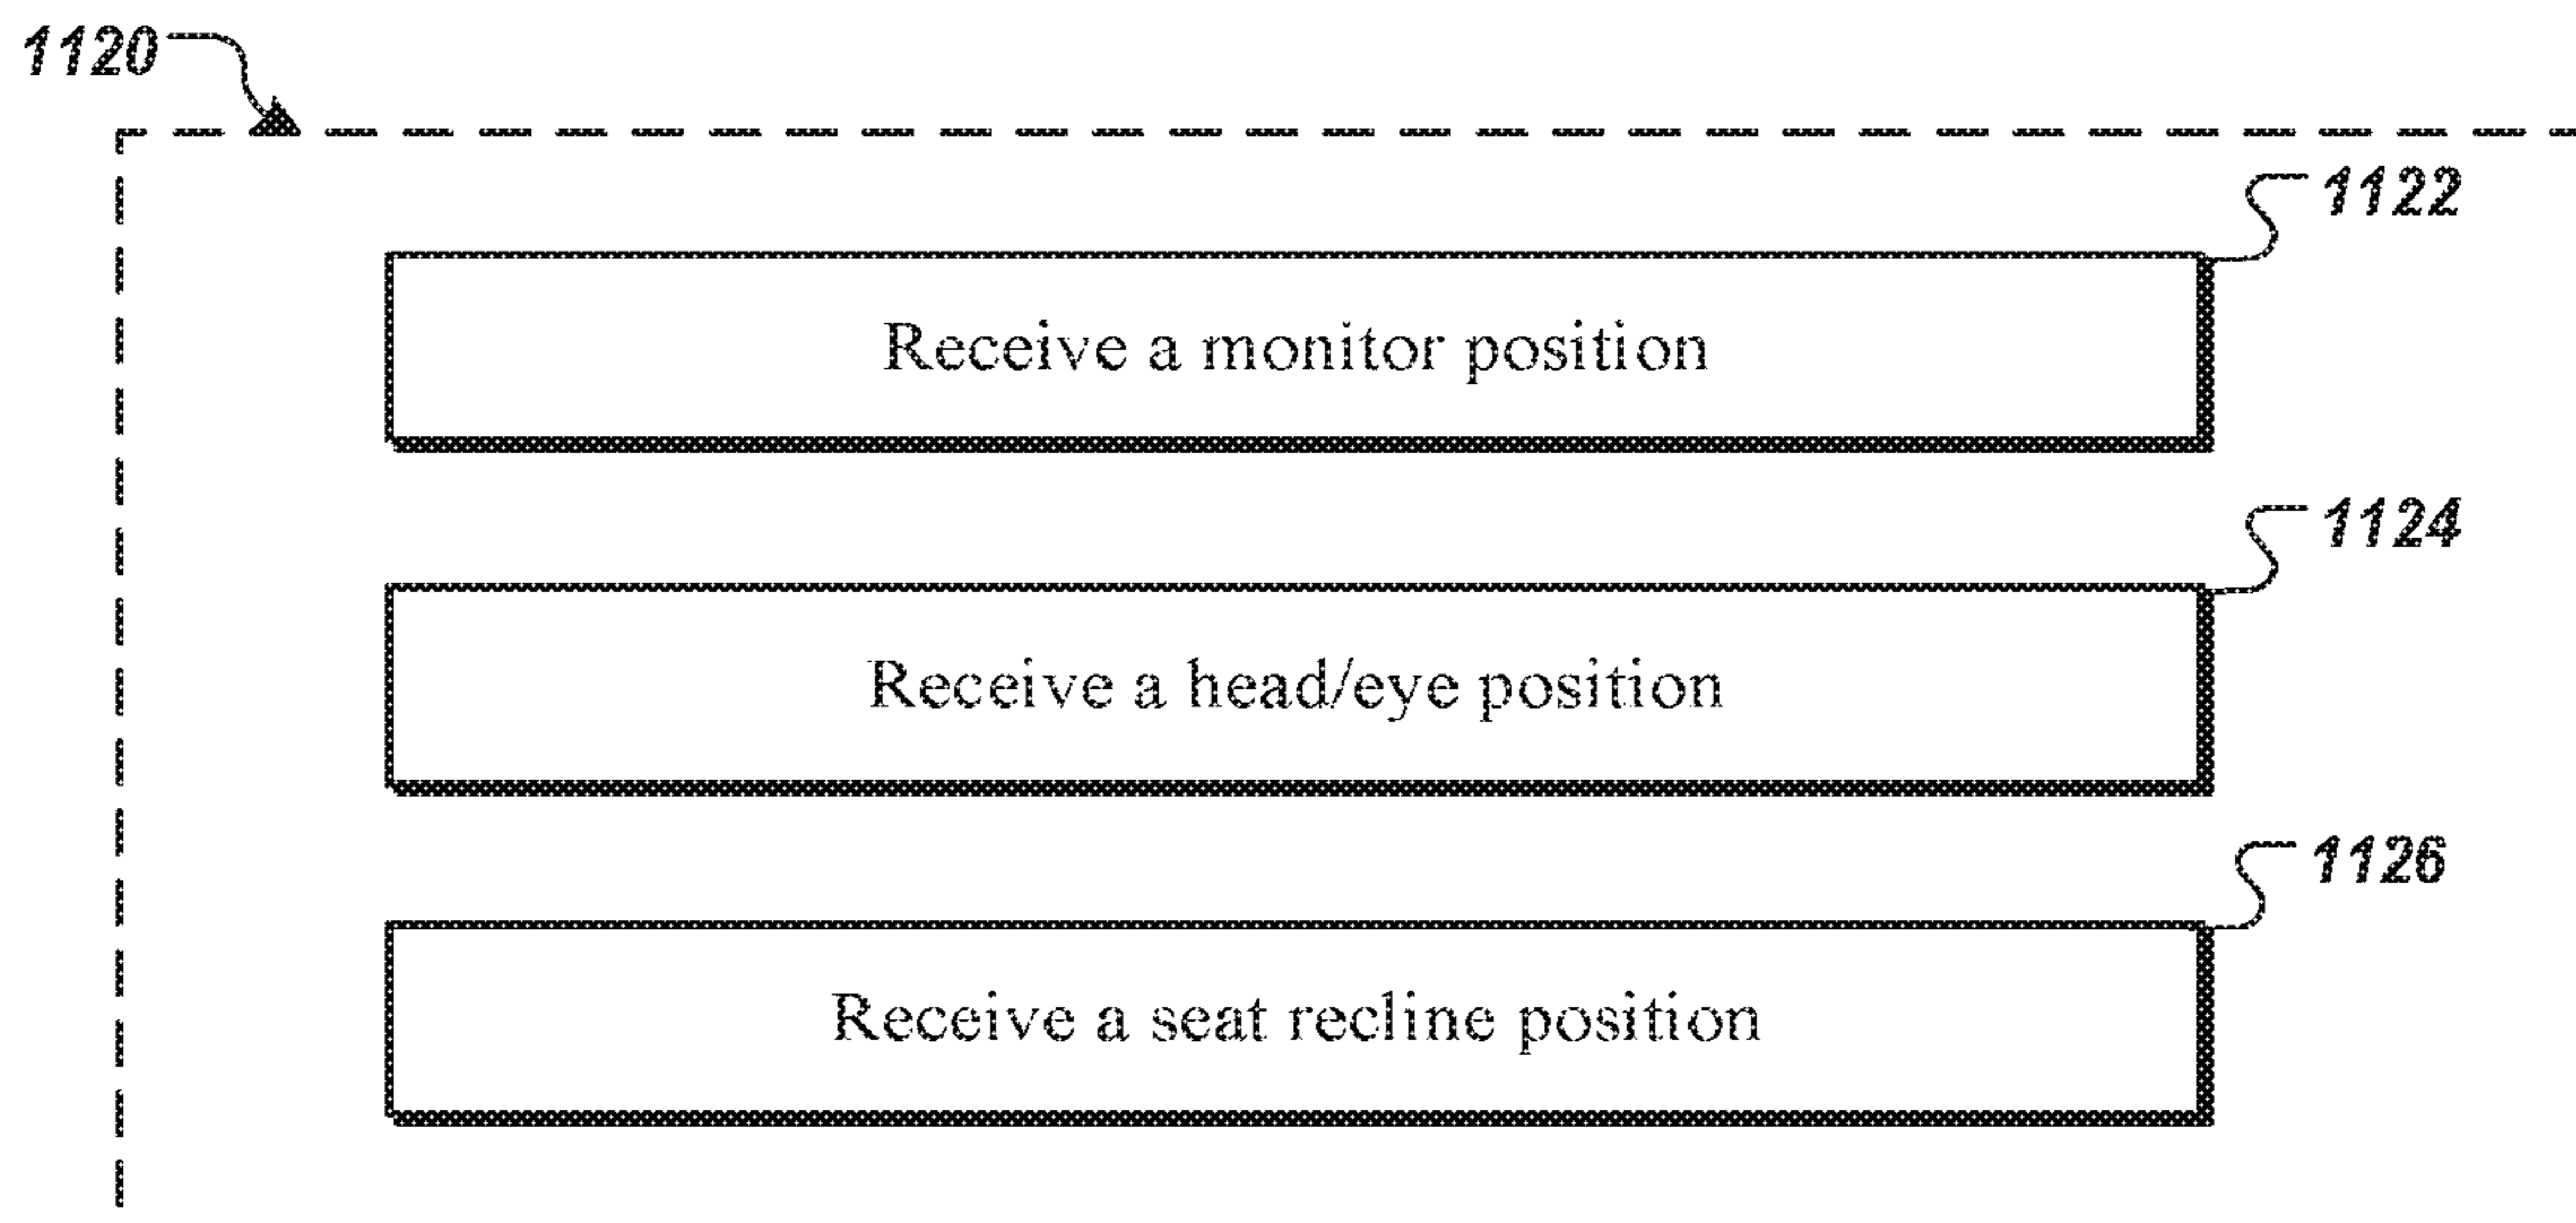 1120
1122
Receive a monitor position
1124
Receive a head/eye position
1126
Receive a seat recline position